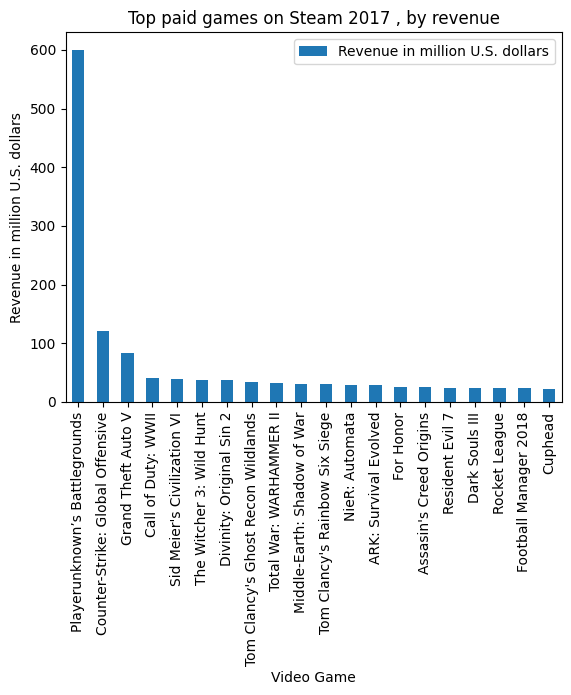 Top paid games on Steam 2017 , by revenue
Revenue in million U.S. dollars
Revenue in million U.S. dollars
600
500
400
300
200
100
0
Playerunknown's Battlegrounds
Counter-Strike: Global Offensive
Grand Theft Auto V
Call of Duty: WWII
Sid Meier's Civilization VI
The Witcher 3: Wild Hunt
Divinity: Original Sin 2
Tom Clancy's Ghost Recon Wildlands
Total War: WARHAMMER II
Middle-Earth: Shadow of War
Tom Clancy's Rainbow Six Siege
NieR: Automata
ARK: Survival Evolved
For Honor
Assasin's Creed Origins
Resident Evil 7
Dark Souls III
Rocket League
Football Manager 2018
Cuphead
Video Game